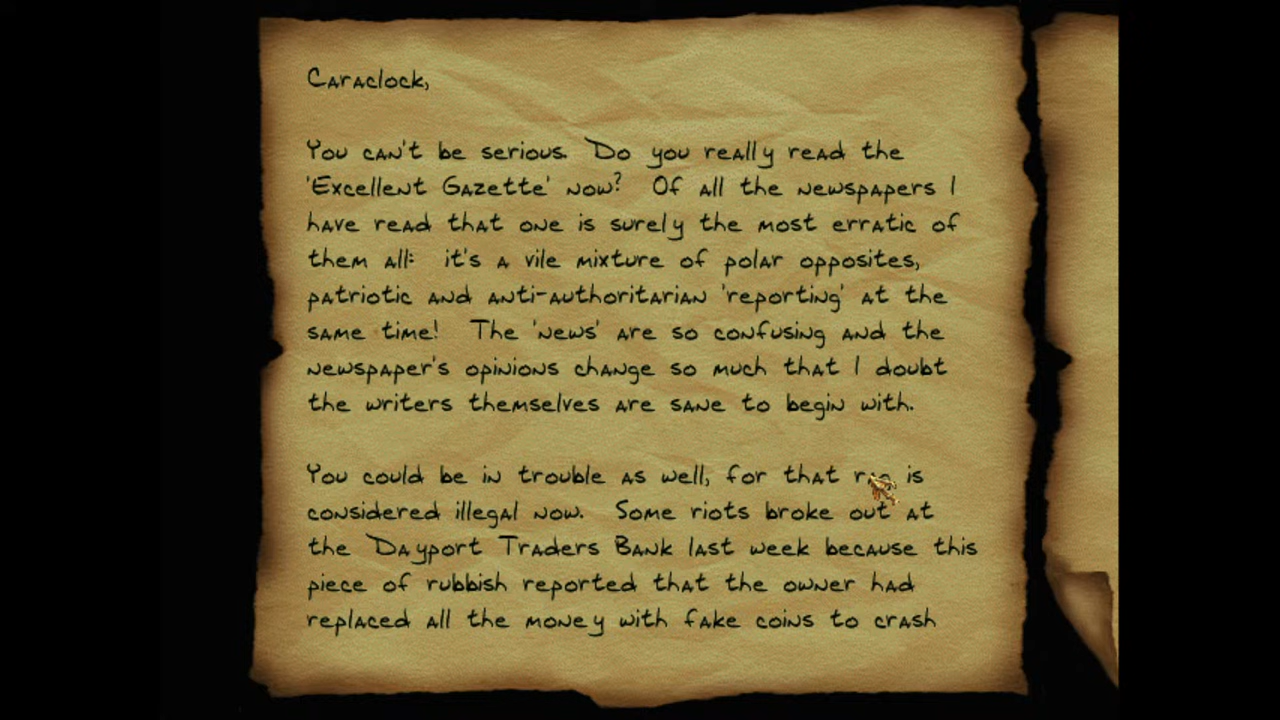 Caraclock,
You can't be serious. Do you really read the
'Excellent Gazette' now? Of all the newspapers I
have read that one is surely the most erratic of
them all: it's a vile mixture of polar opposites,
patriotic and anti-authoritarian 'reporting' at the
same time! The 'news' are so confusing and the
newspaper's opinions change so much that I doubt
the writers themselves are sane to begin with.
You could be in trouble as well, for that is
considered illegal now. Some riots broke out at
the Dayport Traders Bank last week because this
piece of rubbish reported that the owner had
replaced all the money with fake coins to crash